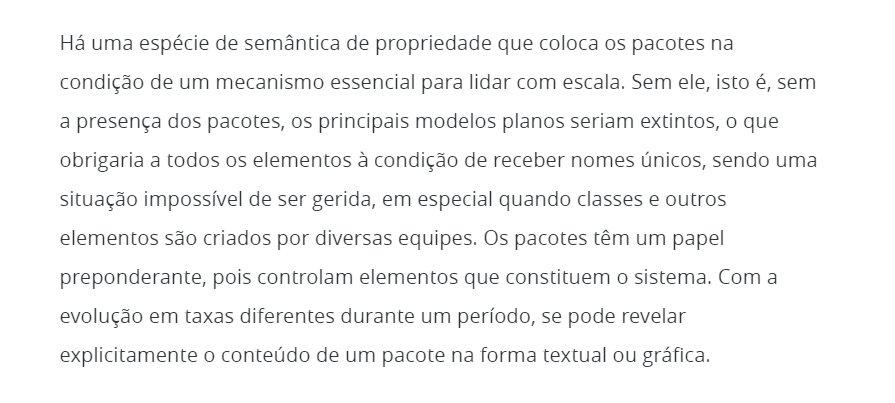 Há uma espécie de semântica de propriedade que coloca os pacotes na
condição de um mecanismo essencial para lidar com escala. Sem ele, isto é, sem
a presença dos pacotes, os principais modelos planos seriam extintos, o que
obrigaria a todos os elementos à condição de receber nomes únicos, sendo uma
situação impossível de ser gerida, em especial quando classes e outros
elementos são criados por diversas equipes. Os pacotes têm um papel
preponderante, pois controlam elementos que constituem o sistema. Com a
evolução em taxas diferentes durante um período, se pode revelar
explicitamente o conteúdo de um pacote na forma textual ou gráfica.